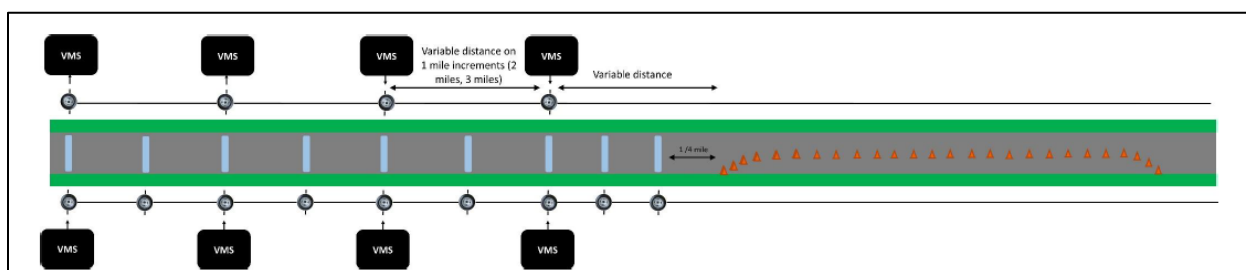 VMS
VMS
VMS
Variable distance on
1 mile increments (2
miles, 3 miles)
VMS
Variable distance
1 /4 mile
VMS
VMS
VMS
VMS